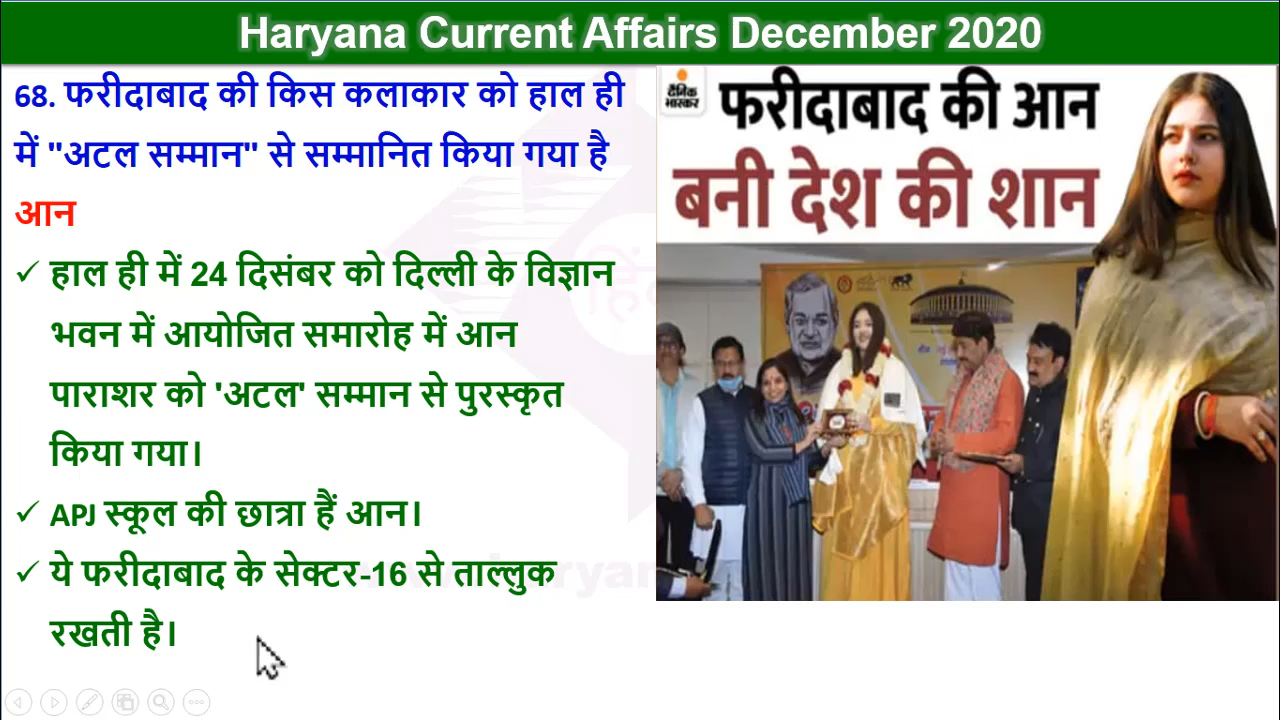 Haryana Current Affairs December 2020
68. फरीदाबाद की किस कलाकार को हाल ही
में "अटल सम्मान" से सम्मानित किया गया है
आन
✓ हाल ही में 24 दिसंबर को दिल्ली के विज्ञान
भवन में आयोजित समारोह में आन
पाराशर को 'अटल' सम्मान से पुरस्कृत
किया गया।
✓ APJ स्कूल की छात्रा हैं आन।
✓ ये फरीदाबाद के सेक्टर-16 से ताल्लुक
रखती है।
दैनिक
भास्कर
फरीदाबाद की आन
बनी देश की शान